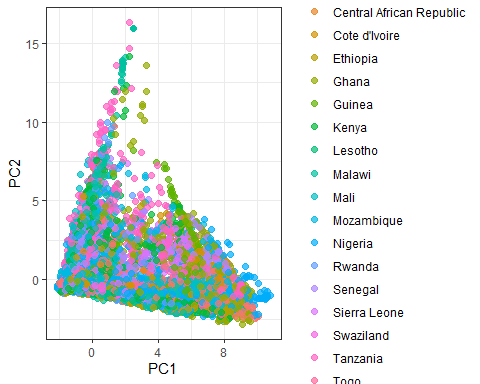 15
10
5
0
PC2
0
4
8
PC1
Central African Republic
Cote d'Ivoire
Ethiopia
Ghana
Guinea
Kenya
Lesotho
Malawi
Mali
Mozambique
Nigeria
Rwanda
Senegal
Sierra Leone
Swaziland
Tanzania
Togo